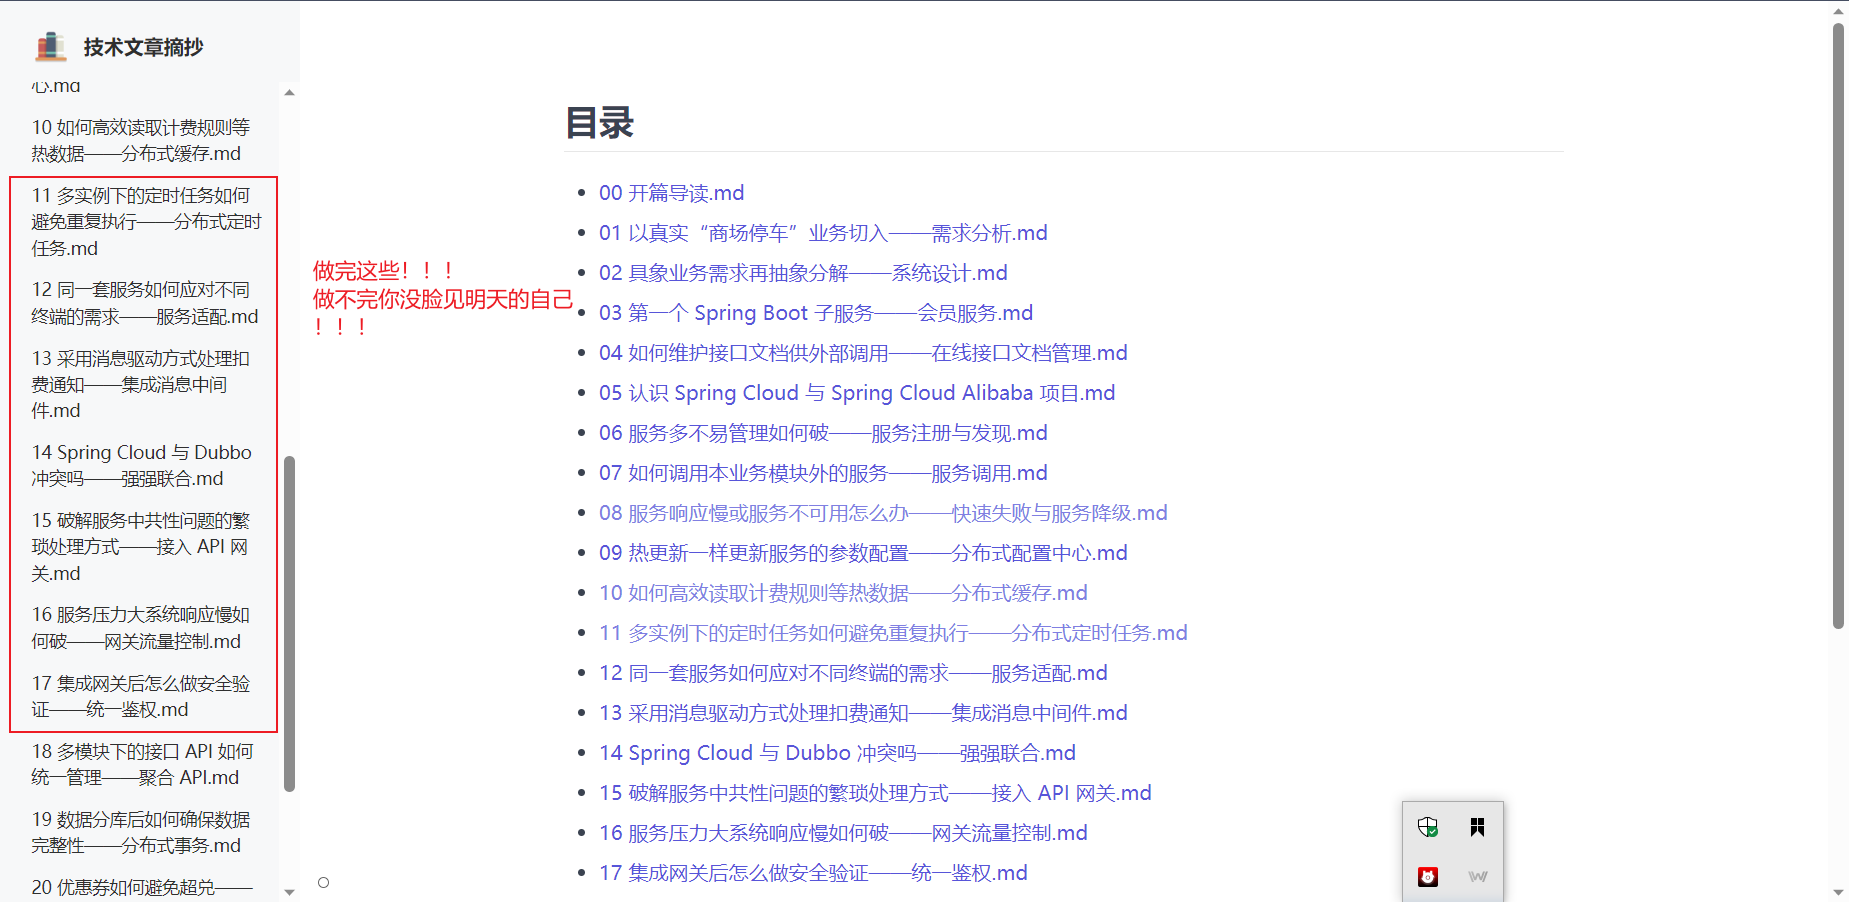 技术文章摘抄
心.md
10 如何高效读取计费规则等
热数据——分布式缓存.md
11 多实例下的定时任务如何
避免重复执行——分布式定时
任务.md
12 同一套服务如何应对不同
终端的需求——服务适配.md
13 采用消息驱动方式处理扣
费通知——集成消息中间
件.md
14 Spring Cloud 与 Dubbo
冲突吗——强强联合.md
15 破解服务中共性问题的繁
琐处理方式——接入 API 网
关.md
16 服务压力大系统响应慢如
何破——网关流量控制.md
17 集成网关后怎么做安全验
证——统一鉴权.md
18 多模块下的接口 API 如何
统一管理——聚合 API.md
19 数据分库后如何确保数据
完整性——分布式事务.md
20 优惠券如何避免超兑——
做完这些！！！
做不完你没脸见明天的自己
！！！
目录
00 开篇导读.md
01 以真实“商场停车”业务切入——需求分析.md
02 具象业务需求再抽象分解——系统设计.md
03 第一个 Spring Boot 子服务——会员服务.md
04 如何维护接口文档供外部调用——在线接口文档管理.md
05 认识 Spring Cloud 与 Spring Cloud Alibaba 项目.md
06 服务多不易管理如何破——服务注册与发现.md
07 如何调用本业务模块外的服务——服务调用.md
08 服务响应慢或服务不可用怎么办——快速失败与服务降级.md
09 热更新一样更新服务的参数配置——分布式配置中心.md
10 如何高效读取计费规则等热数据——分布式缓存.md
11 多实例下的定时任务如何避免重复执行——分布式定时任务.md
12 同一套服务如何应对不同终端的需求——服务适配.md
13 采用消息驱动方式处理扣费通知——集成消息中间件.md
14 Spring Cloud 与 Dubbo 冲突吗——强强联合.md
15 破解服务中共性问题的繁琐处理方式——接入 API 网关.md
16 服务压力大系统响应慢如何破——网关流量控制.md
17 集成网关后怎么做安全验证——统一鉴权.md